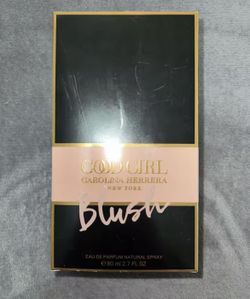 GOOD GIRL
CAROLINA HERRERA
NEW YORK
Blush
EAU DE PARFUM NATURAL SPRAY
℮ 80 ml 2.7 FL. OZ